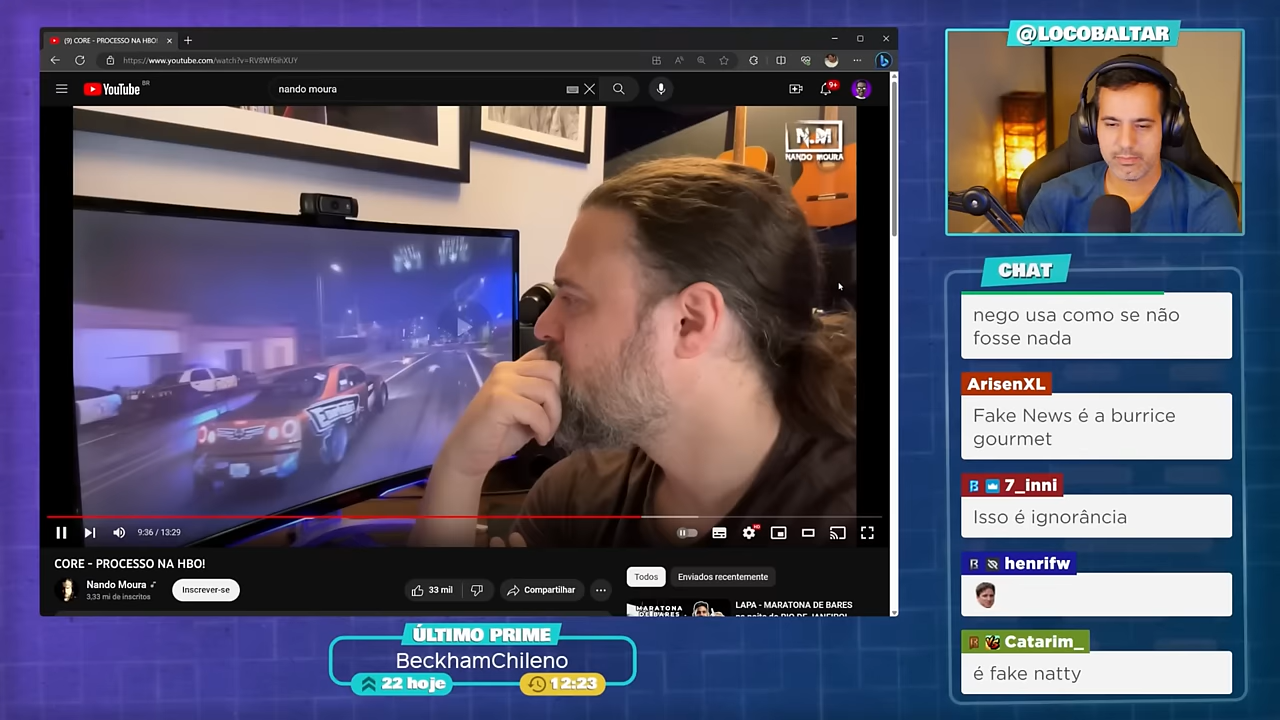 (9) CORE - PROCESSO NA HBO!
https://www.youtube.com/watch?v=RV8Wf6ihXUY
YouTube BR
nando moura
9+
N.M
NANDO MOURA
9:36 / 13:29
HD
CORE - PROCESSO NA HBO!
Nando Moura
3,33 mi de inscritos
Inscrever-se
33 mil
Compartilhar
Todos
Enviados recentemente
MARATONA
LAPA - MARATONA DE BARES
ÚLTIMO PRIME
BeckhamChileno
22 hoje
12:23
@LOCOBALTAR
CHAT
nego usa como se não
fosse nada
ArisenXL
Fake News é a burrice
gourmet
7_inni
Isso é ignorância
henrifw
Catarim_
é fake natty